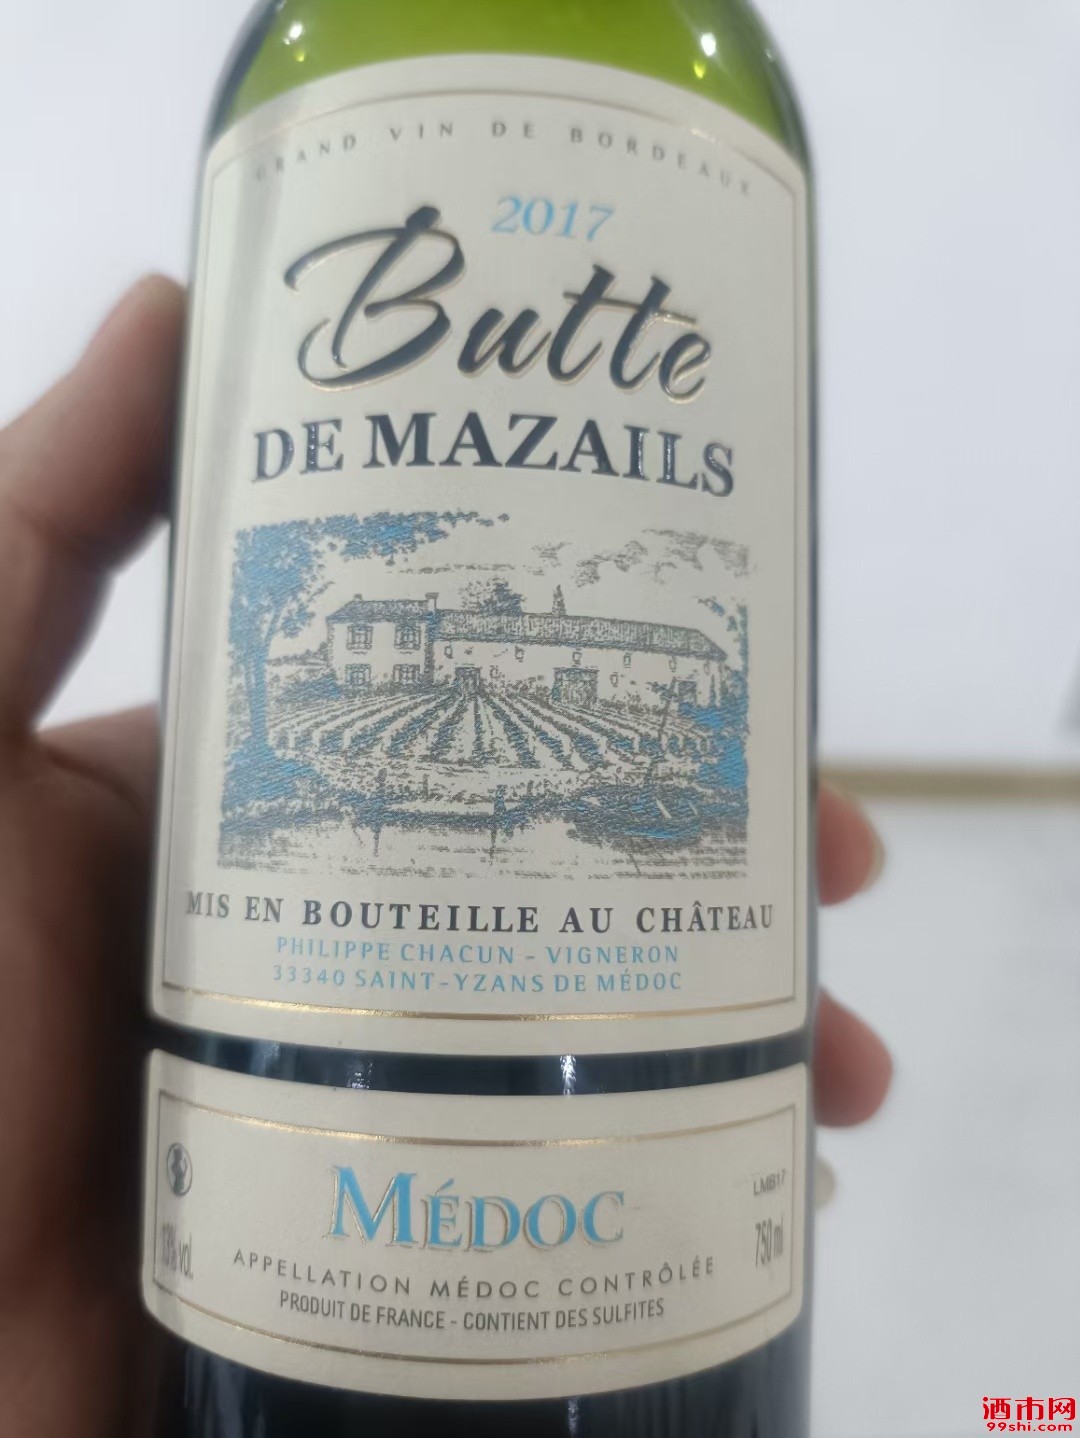 GRAND VIN DE BORDEAUX
2017
Butte
DE MAZAILS
MIS EN BOUTEILLE AU CHÂTEAU
PHILIPPE CHACUN - VIGNERON
33340 SAINT-YZANS DE MÉDOC
MÉDOC
LMB17
13% vol.
750 ml
APPELLATION MÉDOC CONTRÔLÉE
PRODUIT DE FRANCE - CONTIENT DES SULFITES
酒市网
99shi.com